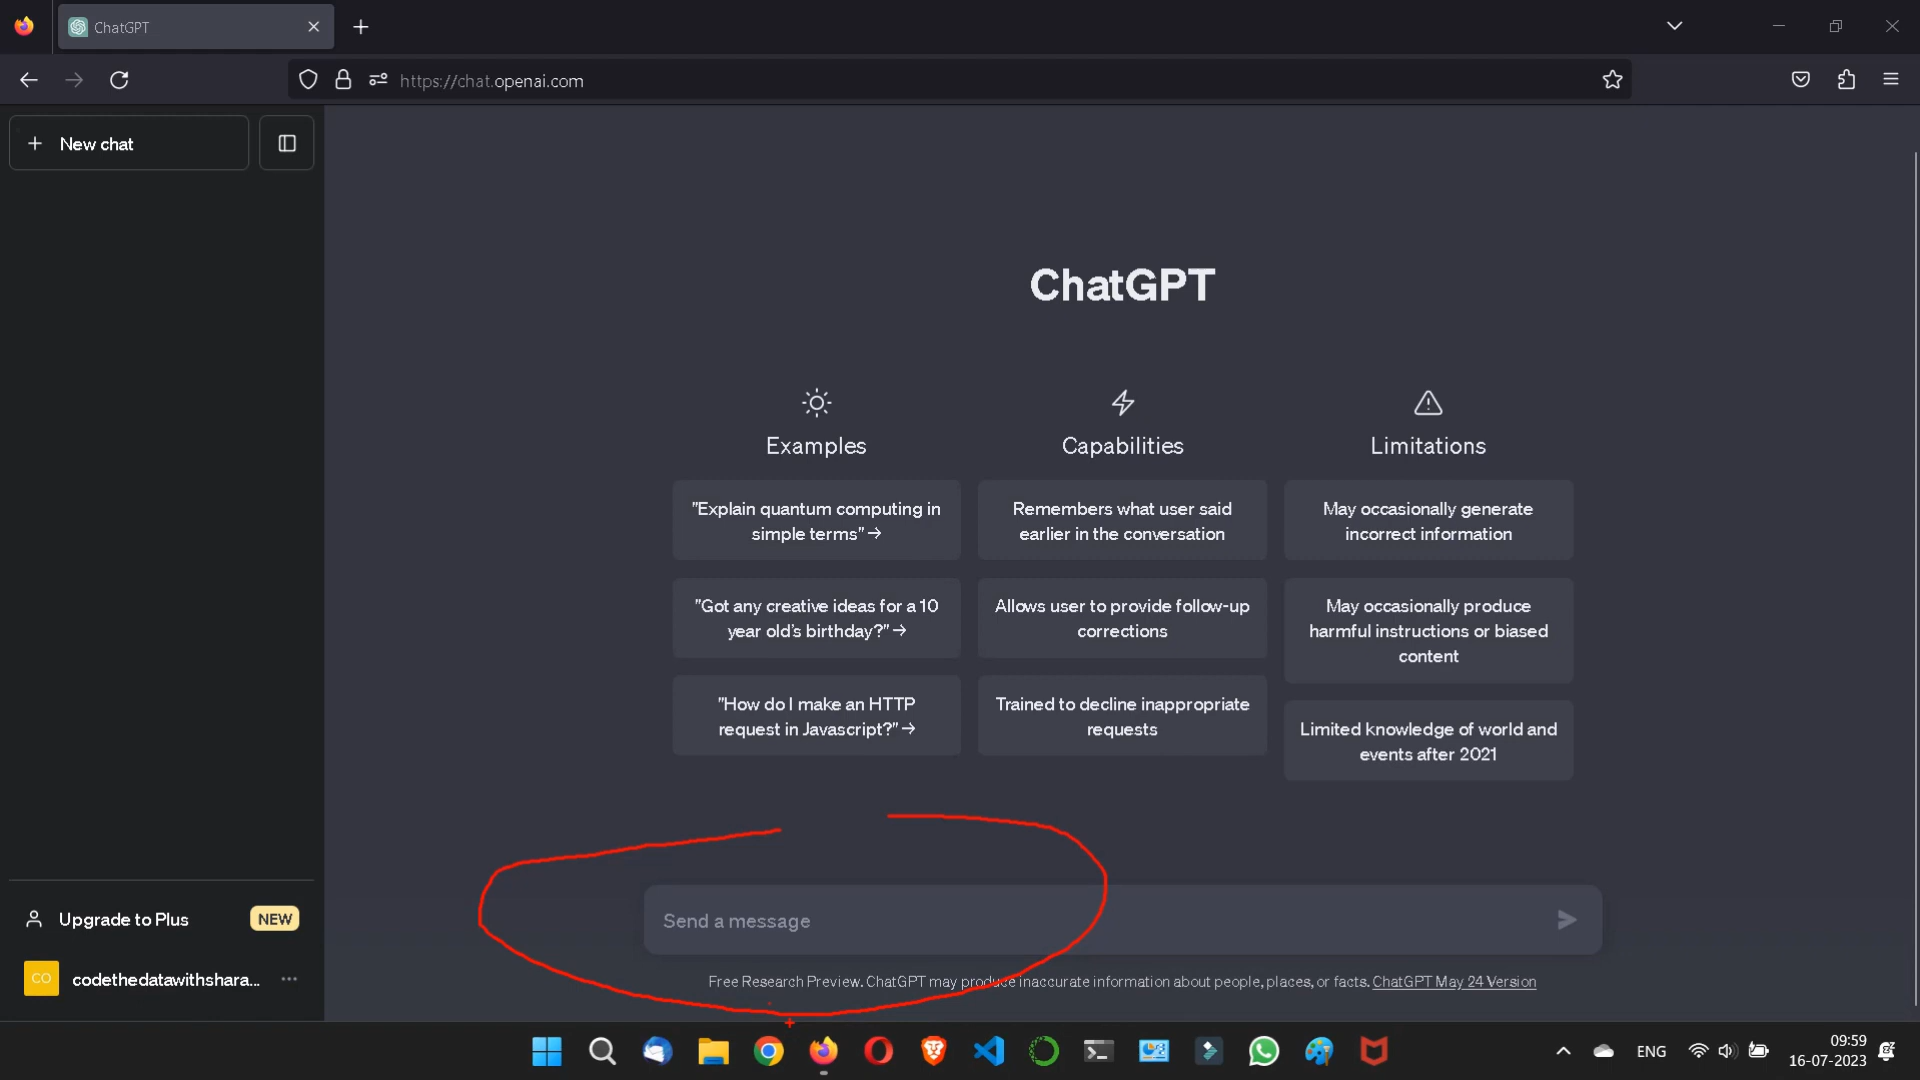 ChatGPT
https://chat.openai.com
New chat
ChatGPT
Examples
Capabilities
Limitations
"Explain quantum computing in
simple terms" →
Remembers what user said
earlier in the conversation
May occasionally generate
incorrect information
"Got any creative ideas for a 10
year old's birthday?" →
Allows user to provide follow-up
corrections
May occasionally produce
harmful instructions or biased
content
"How do I make an HTTP
request in Javascript?" →
Trained to decline inappropriate
requests
Limited knowledge of world and
events after 2021
Upgrade to Plus NEW
Send a message
CO codethedatawithshara...
Free Research Preview. ChatGPT may produce inaccurate information about people, places, or facts. ChatGPT May 24 Version
ENG
09:59
16-07-2023